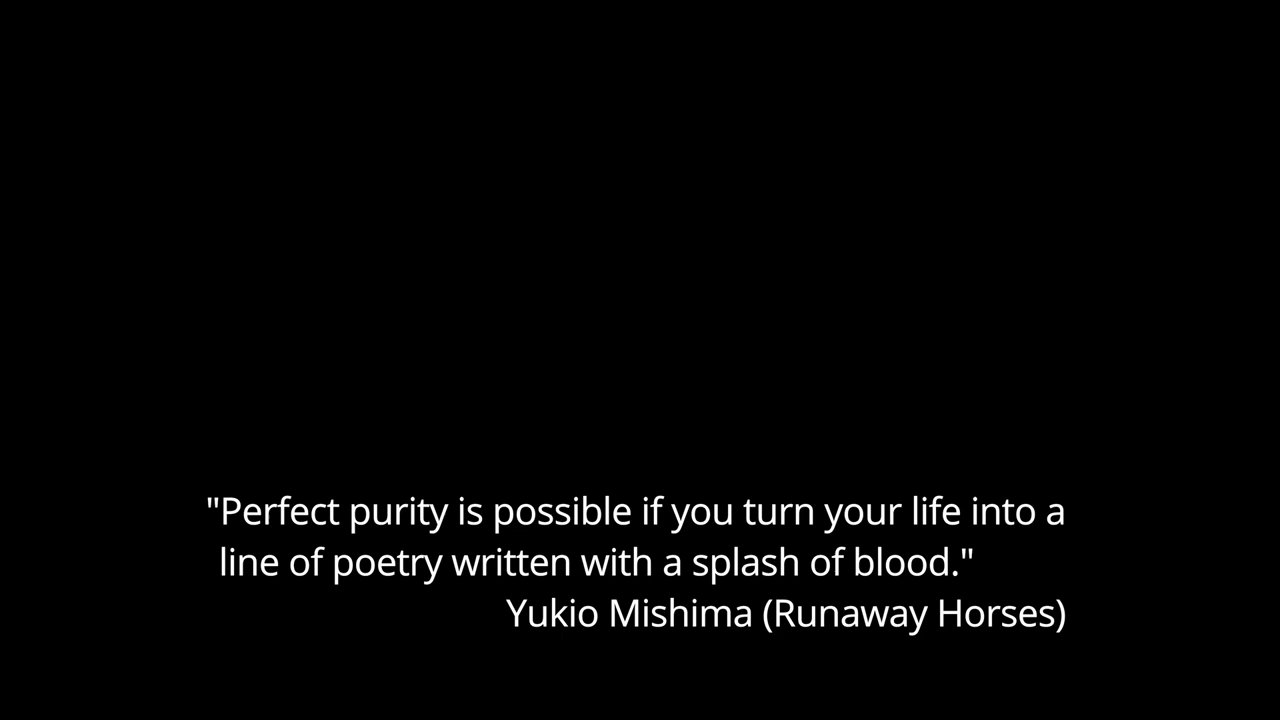 "Perfect purity is possible if you turn your life into a
line of poetry written with a splash of blood."
Yukio Mishima (Runaway Horses)